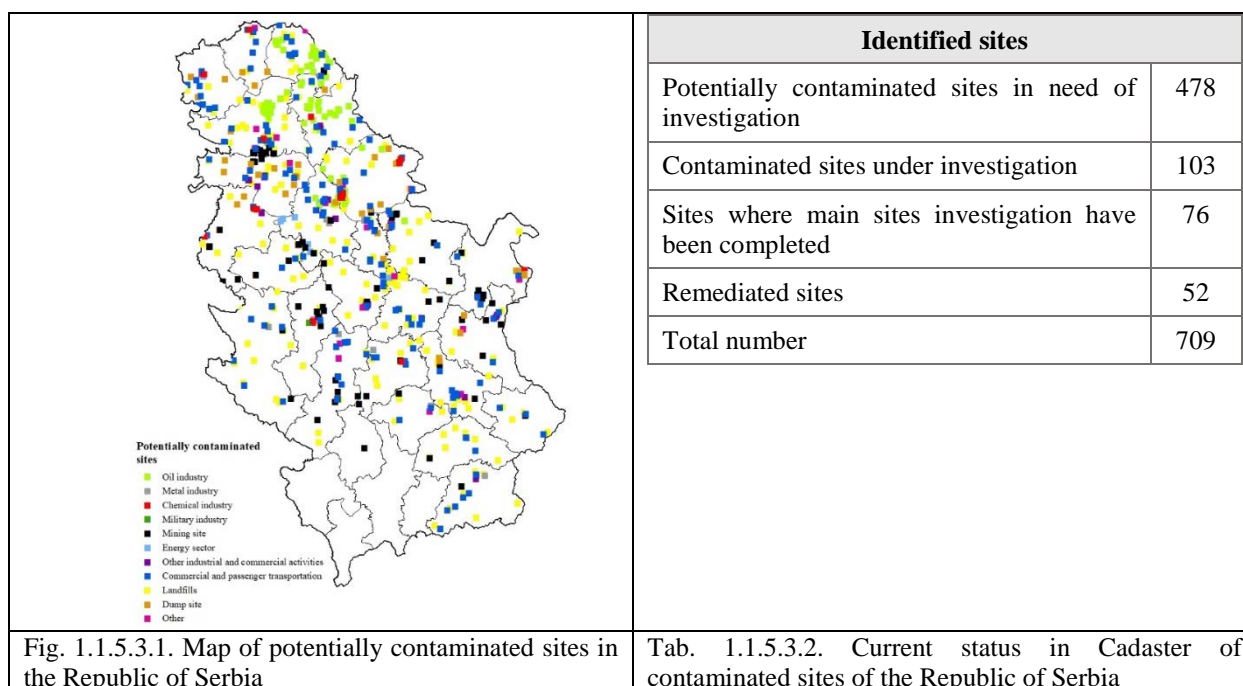 Potentially contaminated
sites
Oil industry
Metal industry
Chemical industry
Military industry
Mining site
Energy sector
Other industrial and commercial activities
Commercial and passenger transportation
Landfills
Dump site
Other
Fig. 1.1.5.3.1. Map of potentially contaminated sites in
the Republic of Serbia
Identified sites
Potentially contaminated sites in need of
investigation
478
Contaminated sites under investigation
103
Sites where main sites investigation have
been completed
76
Remediated sites
52
Total number
709
Tab. 1.1.5.3.2. Current status in Cadaster of
contaminated sites of the Republic of Serbia